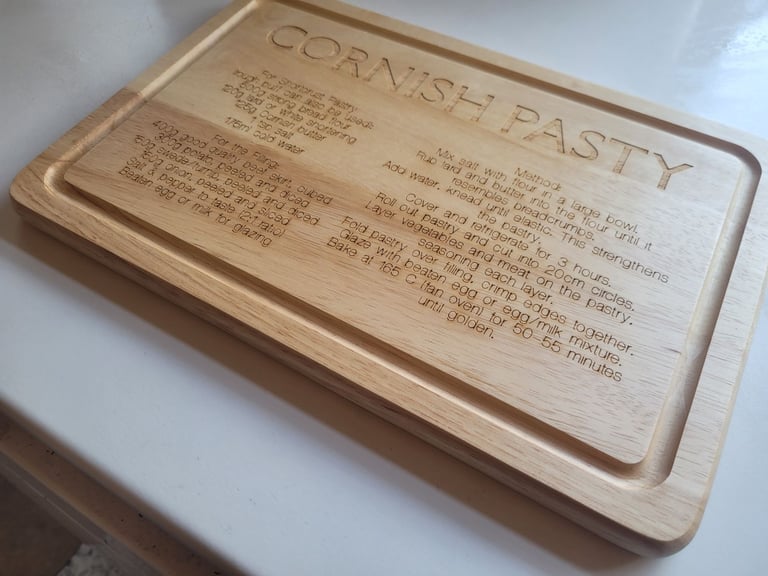 CORNISH PASTY
For Shortcrust Pastry:
(rough puff can also be used)
500g strong bread flour
120g lard or white shortening
25g Cornish butter
1 tsp salt
175ml cold water
For the Filling:
400g good quality beef skirt, cubed
300g potato, peeled and diced
150g swede/turnip, peeled and diced
150g onion, peeled and sliced
Salt & pepper to taste (2:1 ratio)
Beaten egg or milk for glazing
Method:
Mix salt with flour in a large bowl.
Rub lard and butter into the flour until it
resembles breadcrumbs.
Add water, knead until elastic. This strengthens
the pastry.
Cover and refrigerate for 3 hours.
Roll out pastry and cut into 20cm circles.
Layer vegetables and meat on the pastry,
seasoning each layer.
Fold pastry over filling, crimp edges together.
Glaze with beaten egg or egg milk mixture.
Bake at 165 C (fan oven) for 50-55 minutes
until golden.